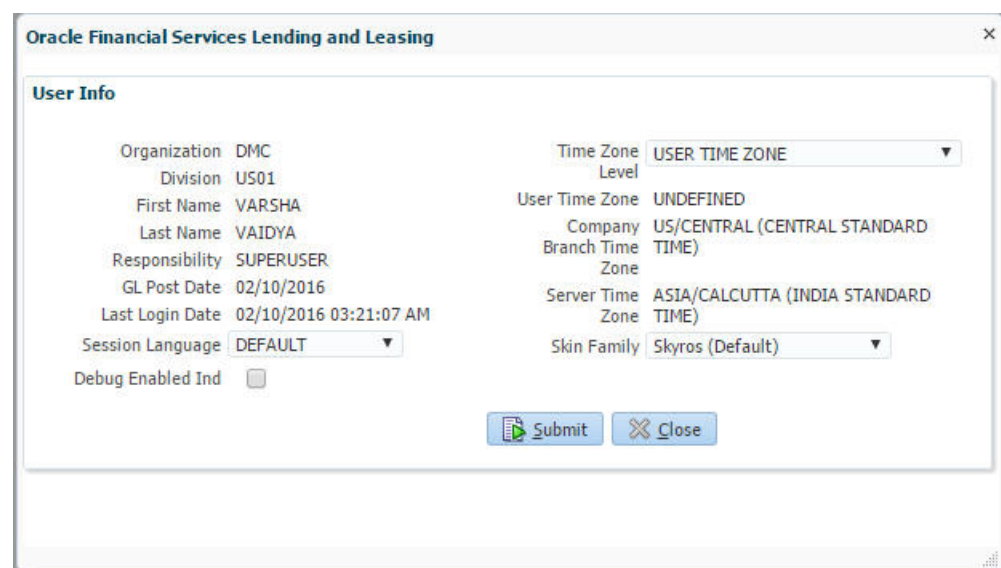 Oracle Financial Services Lending and Leasing
User Info
Organization DMC
Division US01
First Name VARSHA
Last Name VAIDYA
Responsibility SUPERUSER
GL Post Date 02/10/2016
Last Login Date 02/10/2016 03:21:07 AM
Session Language DEFAULT
Debug Enabled Ind
Time Zone USER TIME ZONE
Level
User Time Zone UNDEFINED
Company US/CENTRAL (CENTRAL STANDARD
Branch Time TIME)
Zone
Server Time ASIA/CALCUTTA (INDIA STANDARD
Zone TIME)
Skin Family Skyros (Default)
Submit Close